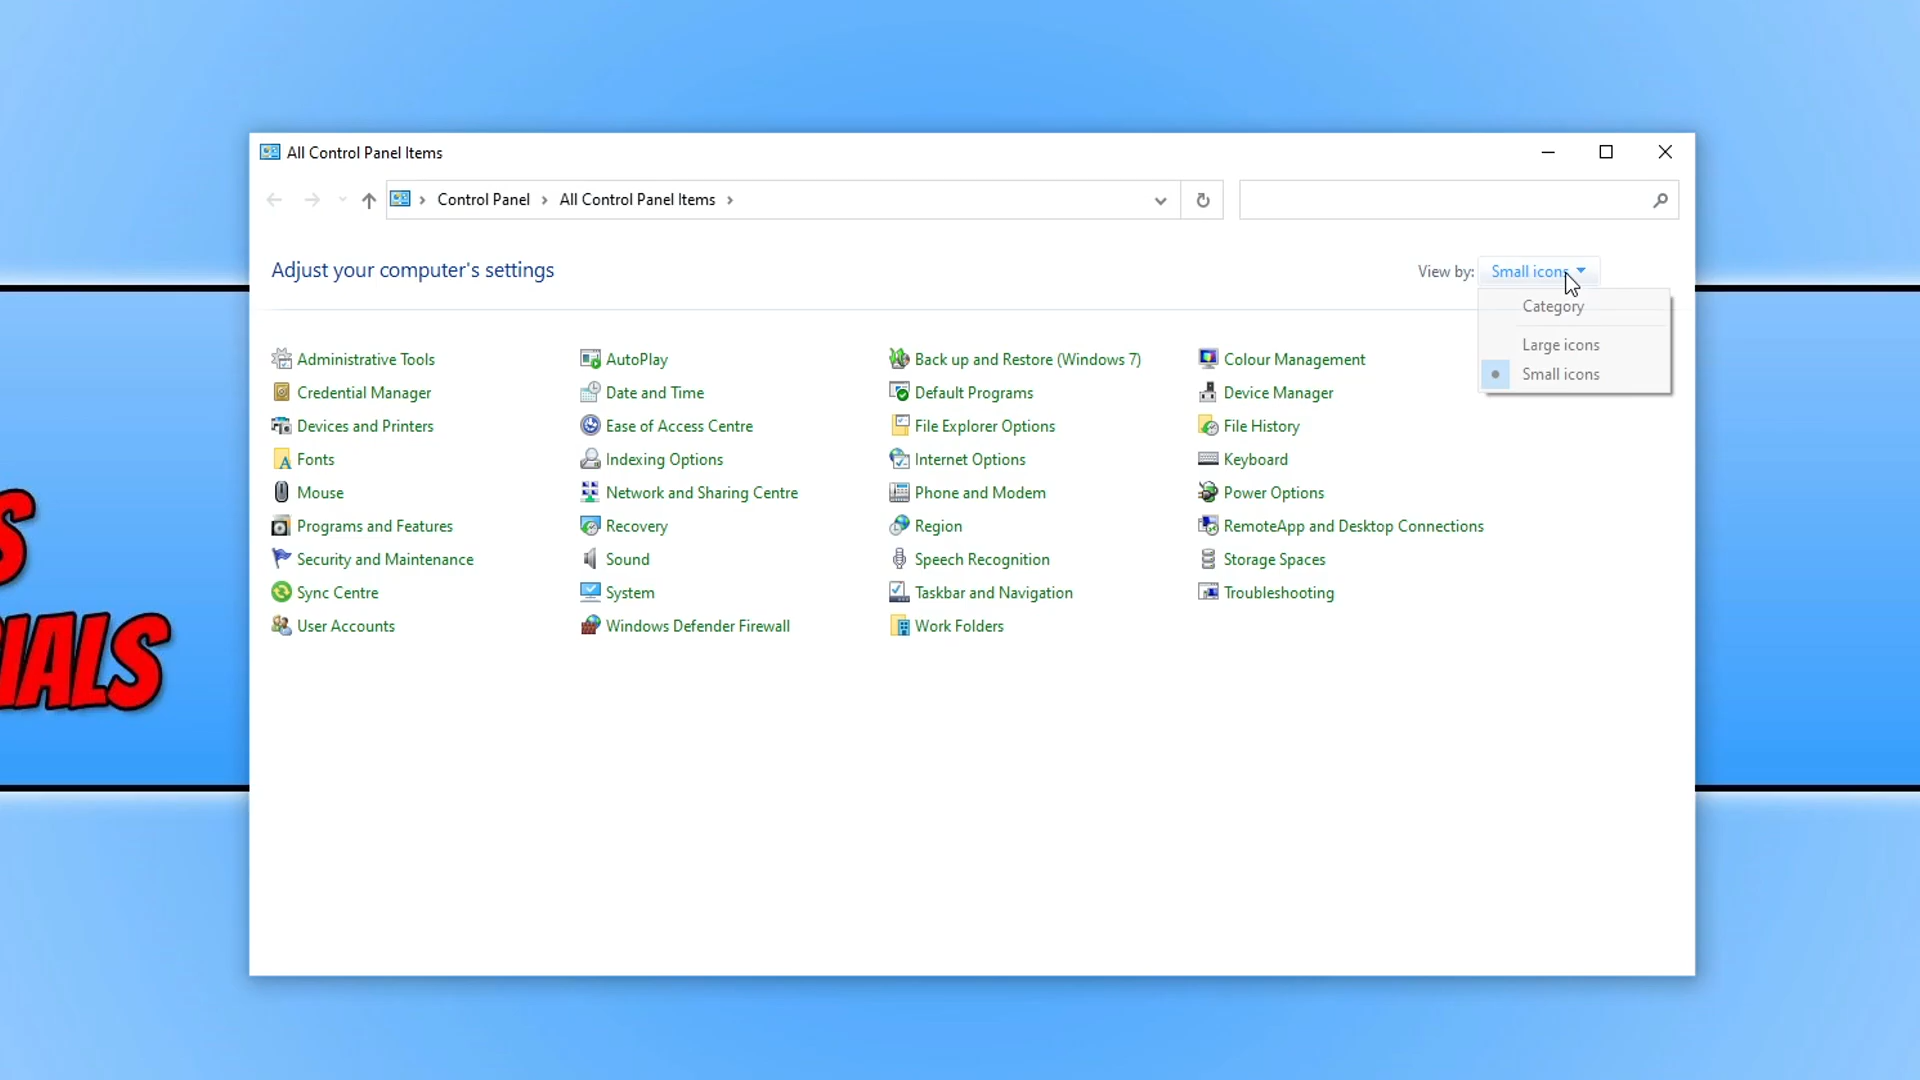 All Control Panel Items
Control Panel > All Control Panel Items >
Adjust your computer's settings
View by: Small icons
Category
Large icons
Small icons
Administrative Tools
AutoPlay
Back up and Restore (Windows 7)
Colour Management
Credential Manager
Date and Time
Default Programs
Device Manager
Devices and Printers
Ease of Access Centre
File Explorer Options
File History
Fonts
Indexing Options
Internet Options
Keyboard
Mouse
Network and Sharing Centre
Phone and Modem
Power Options
Programs and Features
Recovery
Region
RemoteApp and Desktop Connections
Security and Maintenance
Sound
Speech Recognition
Storage Spaces
Sync Centre
System
Taskbar and Navigation
Troubleshooting
User Accounts
Windows Defender Firewall
Work Folders
S
IALS